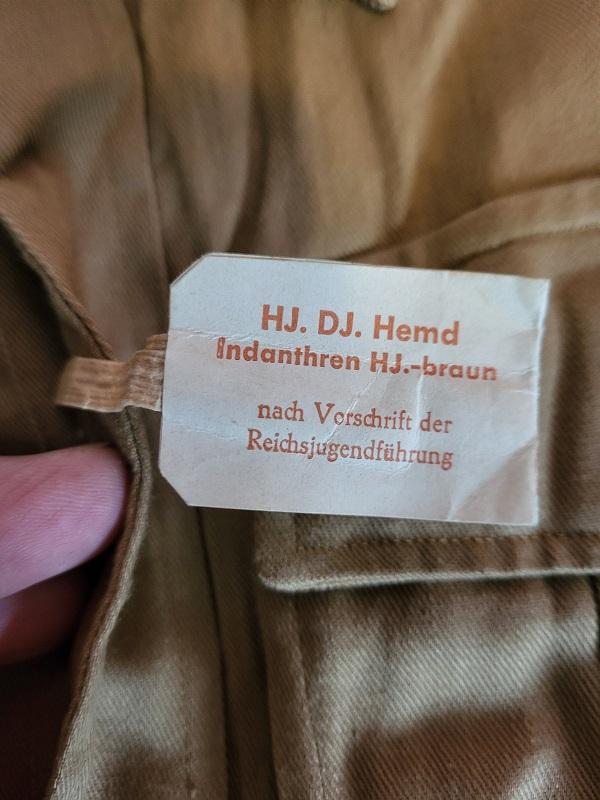 HJ. DJ. Hemd
Indanthren HJ.-braun
nach Vorschrift der
Reichsjugendführung